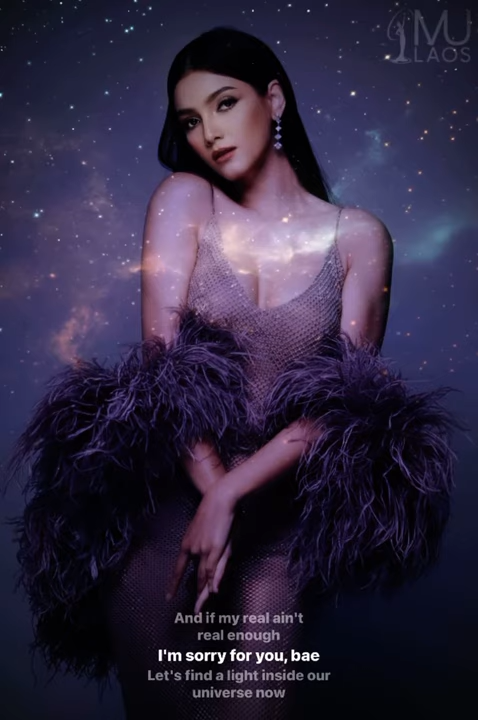 MU
LAOS
And if my real ain't
real enough
I'm sorry for you, bae
Let's find a light inside our
universe now